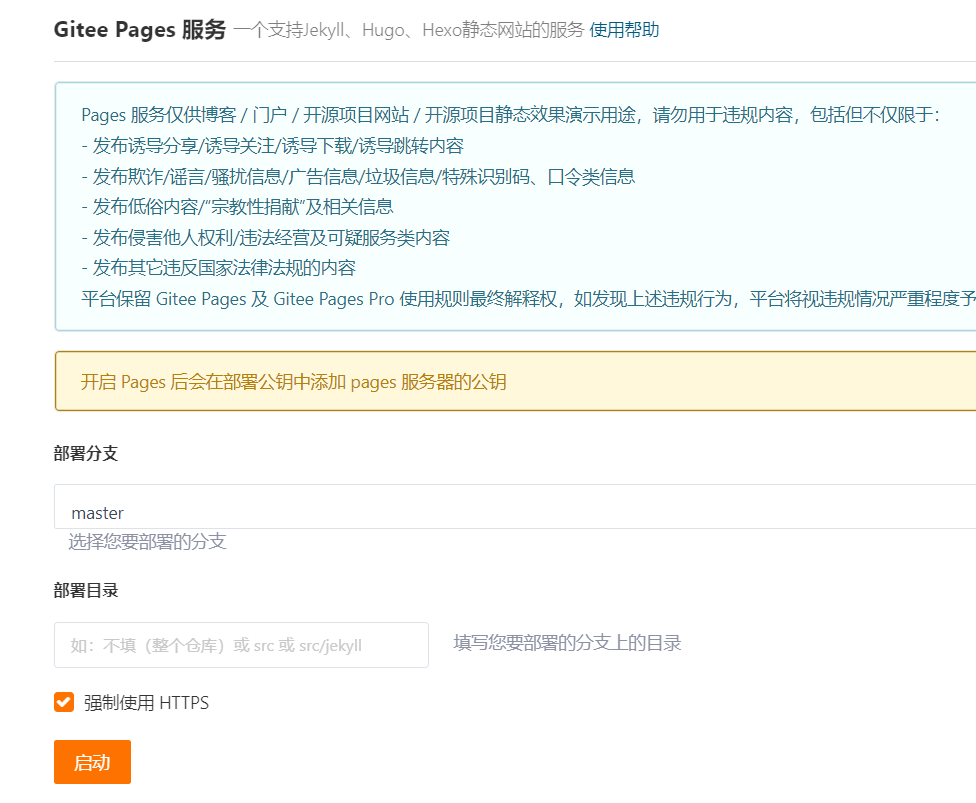 Gitee Pages 服务 一个支持Jekyll、Hugo、Hexo静态网站的服务 使用帮助
Pages 服务仅供博客 / 门户 / 开源项目网站 / 开源项目静态效果演示用途，请勿用于违规内容，包括但不仅限于：
- 发布诱导分享/诱导关注/诱导下载/诱导跳转内容
- 发布欺诈/谣言/骚扰信息/广告信息/垃圾信息/特殊识别码、口令类信息
- 发布低俗内容/“宗教性捐献”及相关信息
- 发布侵害他人权利/违法经营及可疑服务类内容
- 发布其它违反国家法律法规的内容
平台保留 Gitee Pages 及 Gitee Pages Pro 使用规则最终解释权，如发现上述违规行为，平台将视违规情况严重程度予
开启 Pages 后会在部署公钥中添加 pages 服务器的公钥
部署分支
master
选择您要部署的分支
部署目录
如：不填（整个仓库）或 src 或 src/jekyll 填写您要部署的分支上的目录
强制使用 HTTPS
启动